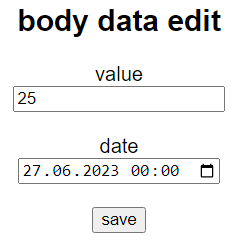 body data edit
value
25
date
27.06.2023 00:00
save